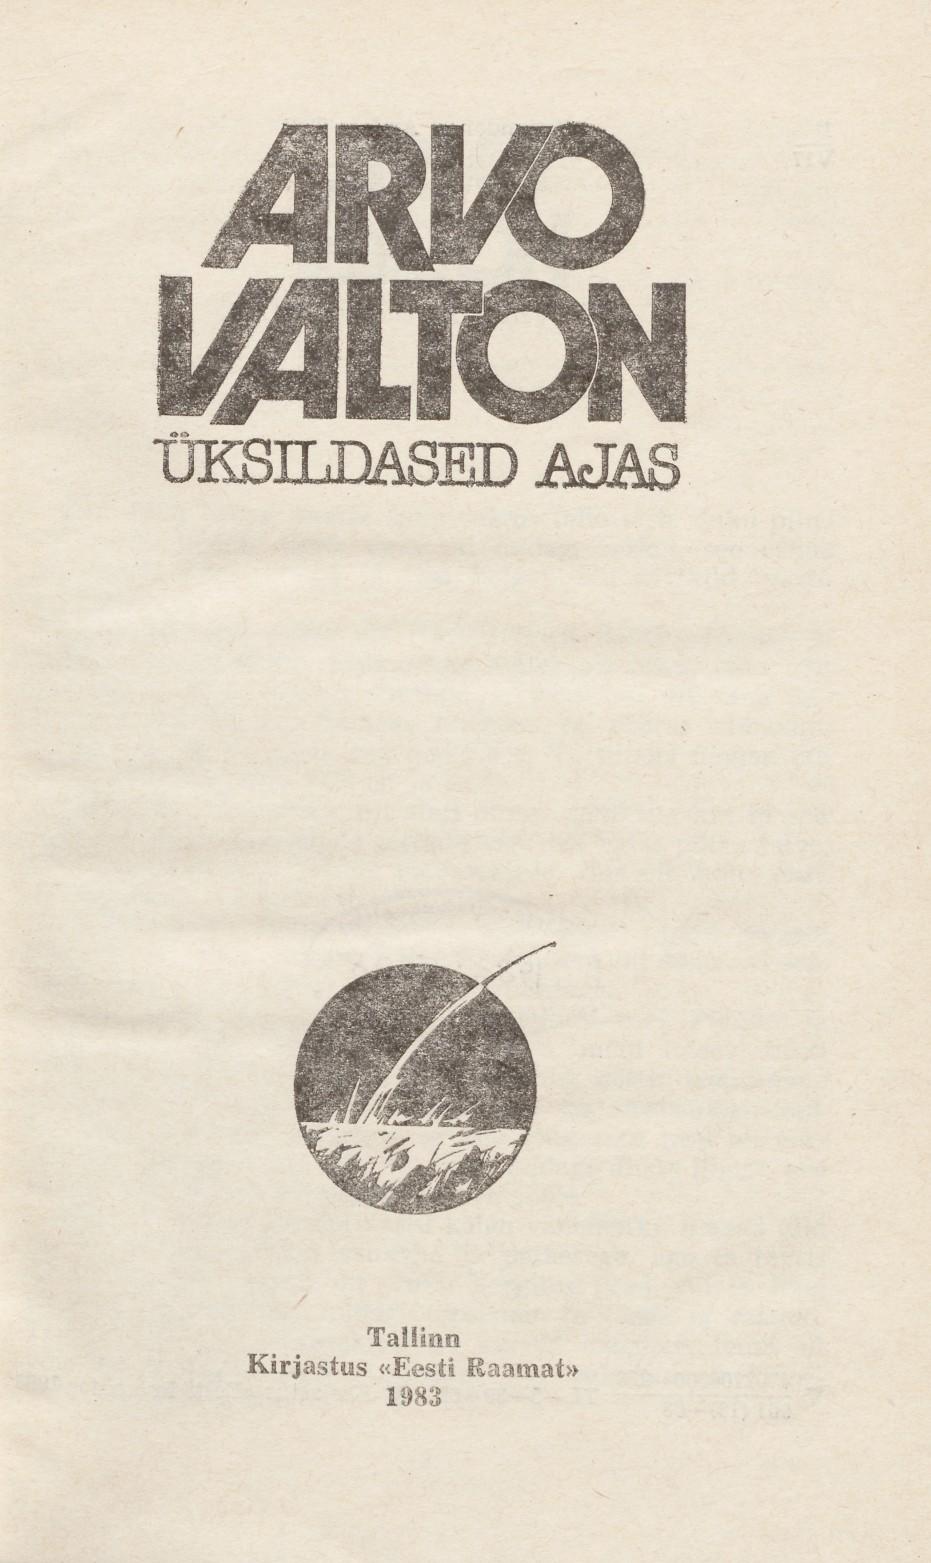 ARVO
VALTON
ÜKSILDASED AJAS
Tallinn
Kirjastus «Eesti Raamat»
1983